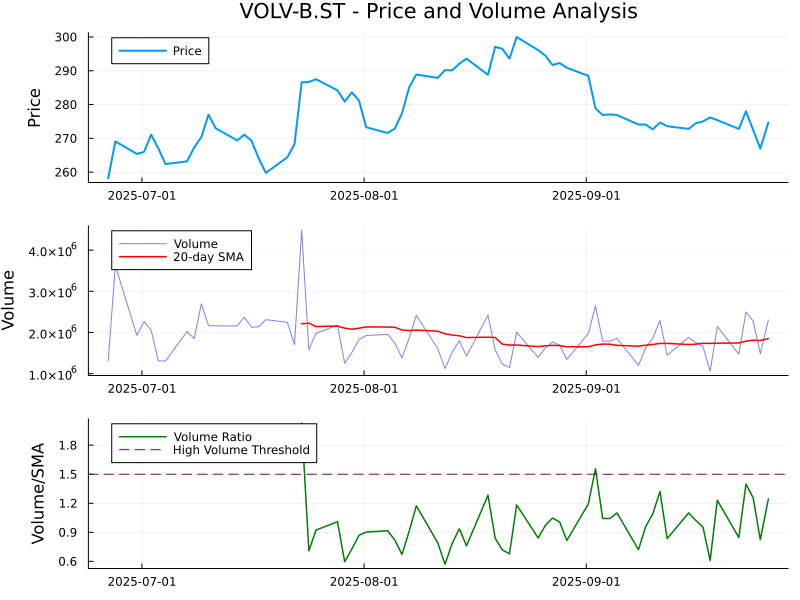 VOLV-B.ST - Price and Volume Analysis
Price
300
290
280
270
260
Price
2025-07-01
2025-08-01
2025-09-01
Volume
20-day SMA
4.0×10⁶
3.0×10⁶
2.0×10⁶
1.0×10⁶
Volume
2025-07-01
2025-08-01
2025-09-01
Volume Ratio
High Volume Threshold
1.8
1.5
1.2
0.9
0.6
Volume/SMA
2025-07-01
2025-08-01
2025-09-01